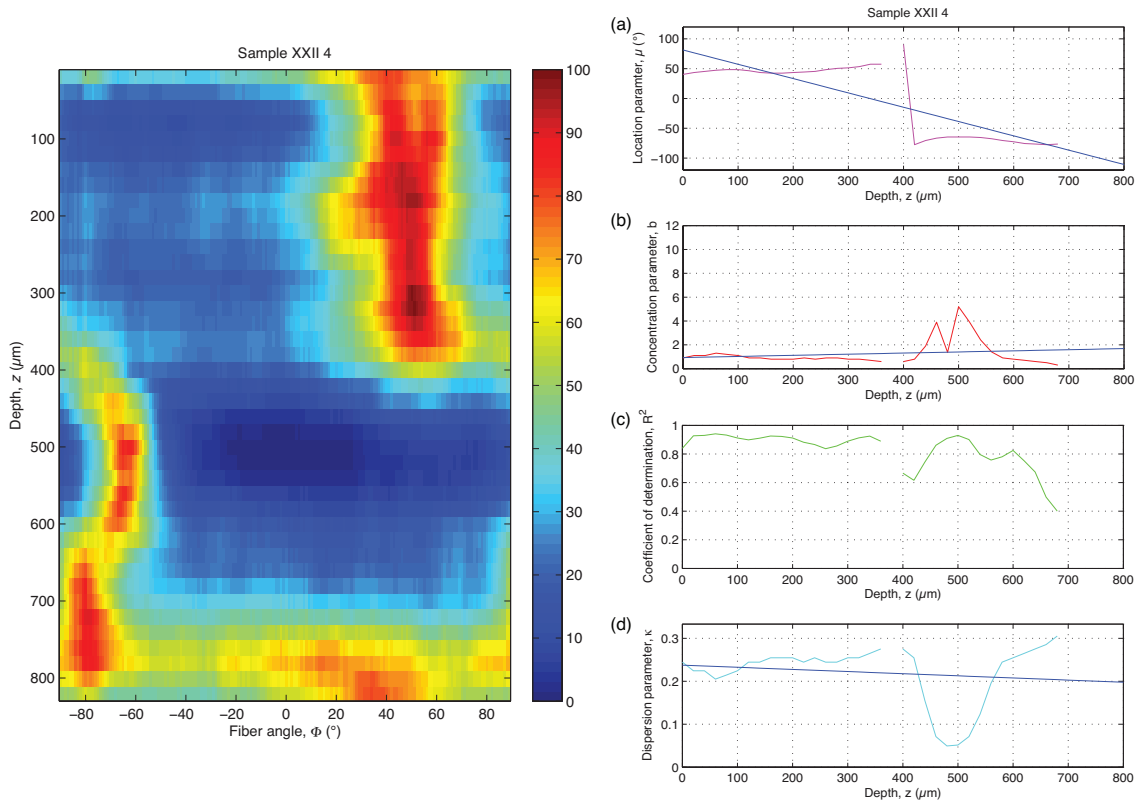 Sample XXII 4
100
200
300
400
500
600
700
800
Depth, z (µm)
−80 −60 −40 −20 0 20 40 60 80
Fiber angle, Φ (°)
100
90
80
70
60
50
40
30
20
10
0
Sample XXII 4
(a)
Location paramter, µ (°)
100
50
0
−50
−100
0 100 200 300 400 500 600 700 800
Depth, z (µm)
(b)
Concentration parameter, b
12
10
8
6
4
2
0
0 100 200 300 400 500 600 700 800
Depth, z (µm)
(c)
Coefficient of determination, R²
1
0.8
0.6
0.4
0.2
0
0 100 200 300 400 500 600 700 800
Depth, z (µm)
(d)
Dispersion parameter, κ
0.3
0.2
0.1
0
0 100 200 300 400 500 600 700 800
Depth, z (µm)